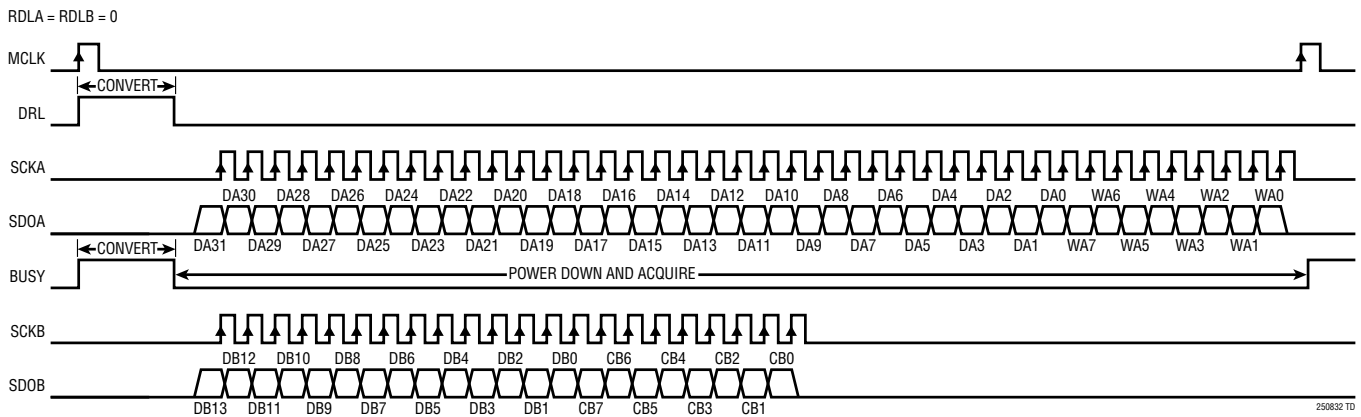 RDLA = RDLB = 0
MCLK
CONVERT
DRL
SCKA
DA30 DA28 DA26 DA24 DA22 DA20 DA18 DA16 DA14 DA12 DA10 DA8 DA6 DA4 DA2 DA0 WA6 WA4 WA2 WA0
SDOA
DA31 DA29 DA27 DA25 DA23 DA21 DA19 DA17 DA15 DA13 DA11 DA9 DA7 DA5 DA3 DA1 WA7 WA5 WA3 WA1
CONVERT
BUSY POWER DOWN AND ACQUIRE
SCKB
DB12 DB10 DB8 DB6 DB4 DB2 DB0 CB6 CB4 CB2 CB0
SDOB
DB13 DB11 DB9 DB7 DB5 DB3 DB1 CB7 CB5 CB3 CB1
250832 TD